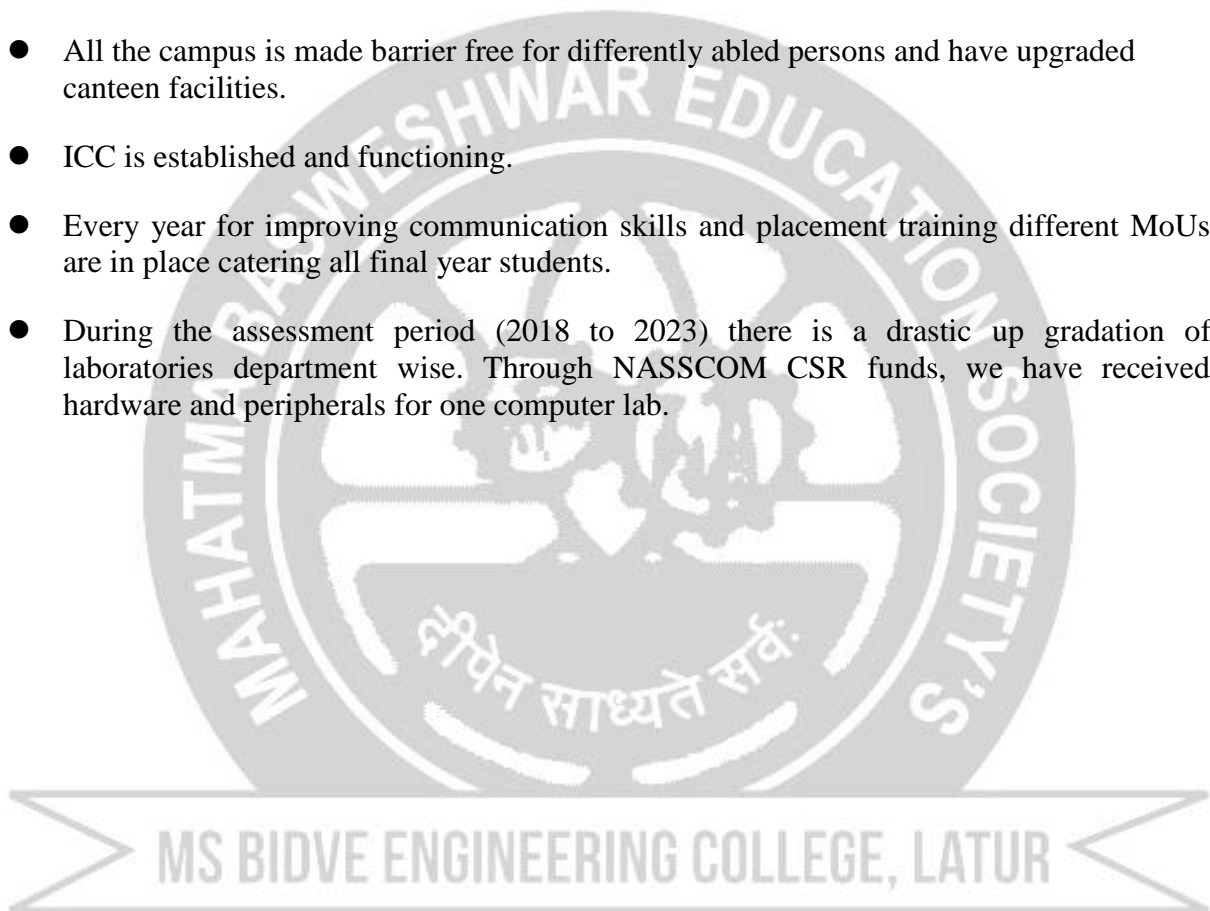 ● All the campus is made barrier free for differently abled persons and have upgraded
canteen facilities.
● ICC is established and functioning.
● Every year for improving communication skills and placement training different MoUs
are in place catering all final year students.
● During the assessment period (2018 to 2023) there is a drastic up gradation of
laboratories department wise. Through NASSCOM CSR funds, we have received
hardware and peripherals for one computer lab.
MAHATMA BASWESHWAR EDUCATION SOCIETY'S
दीपेन साध्यते सर्वः
MS BIDVE ENGINEERING COLLEGE, LATUR